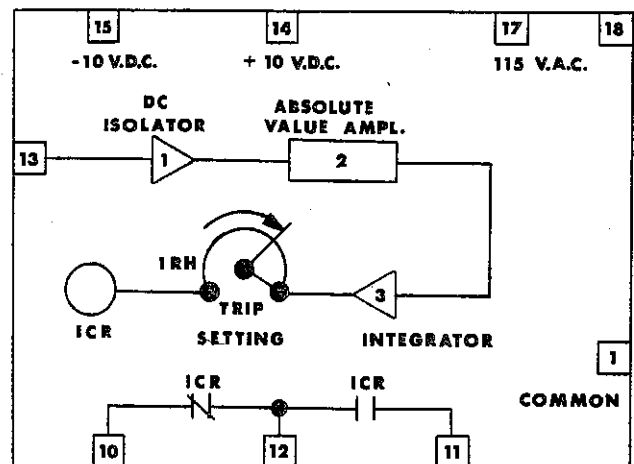 15 14 17 18
-10 V.D.C. + 10 V.D.C. 115 V.A.C.
DC
ISOLATOR
ABSOLUTE
VALUE AMPL.
13 1 2
1RH
TRIP
SETTING
3
INTEGRATOR
ICR
1
COMMON
ICR ICR
10 12 11